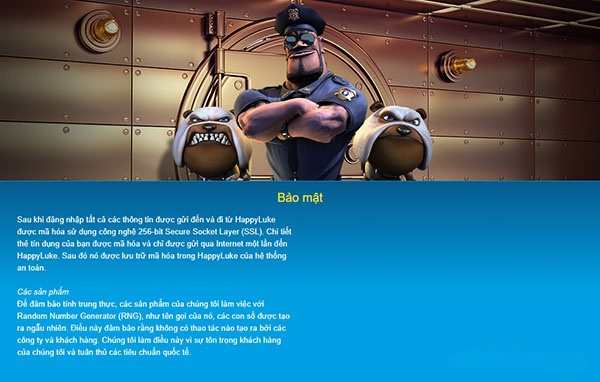 Bảo mật
Sau khi đăng nhập tất cả các thông tin được gửi đến và đi từ HappyLuke
được mã hóa sử dụng công nghệ 256-bit Secure Socket Layer (SSL). Chi tiết
thẻ tín dụng của bạn được mã hóa và chỉ được gửi qua Internet một lần đến
HappyLuke. Sau đó nó được lưu trữ mã hóa trong HappyLuke của hệ thống
an toàn.
Các sản phẩm
Để đảm bảo tính trung thực, các sản phẩm của chúng tôi làm việc với
Random Number Generator (RNG), như tên gọi của nó, các con số được tạo
ra ngẫu nhiên. Điều này đảm bảo rằng không có thao tác nào tạo ra bởi các
công ty và khách hàng. Chúng tôi làm điều này vì sự tôn trọng khách hàng
của chúng tôi và tuân thủ các tiêu chuẩn quốc tế.